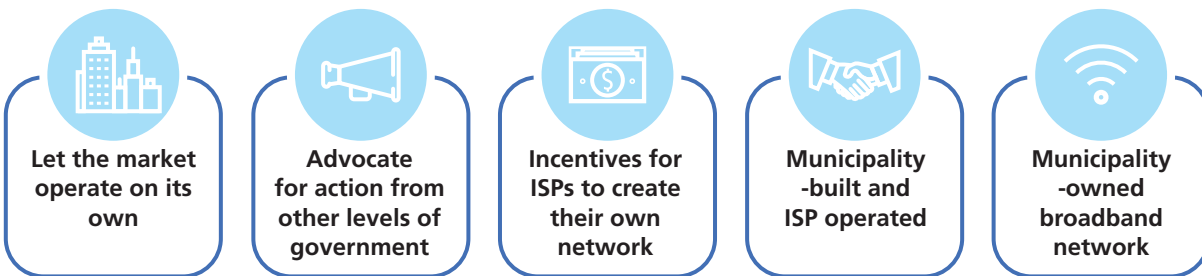 Let the market
operate on its
own
Advocate
for action from
other levels of
government
Incentives for
ISPs to create
their own
network
Municipality
-built and
ISP operated
Municipality
-owned
broadband
network
$